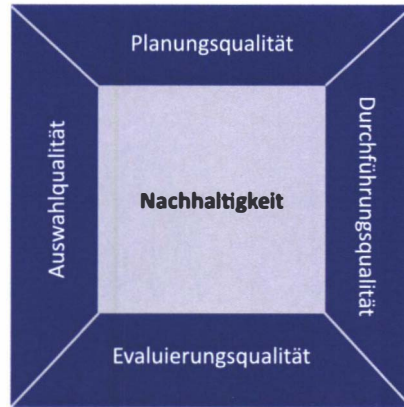 Planungsqualität
Auswahlqualität
Nachhaltigkeit
Durchführungsqualität
Evaluierungsqualität